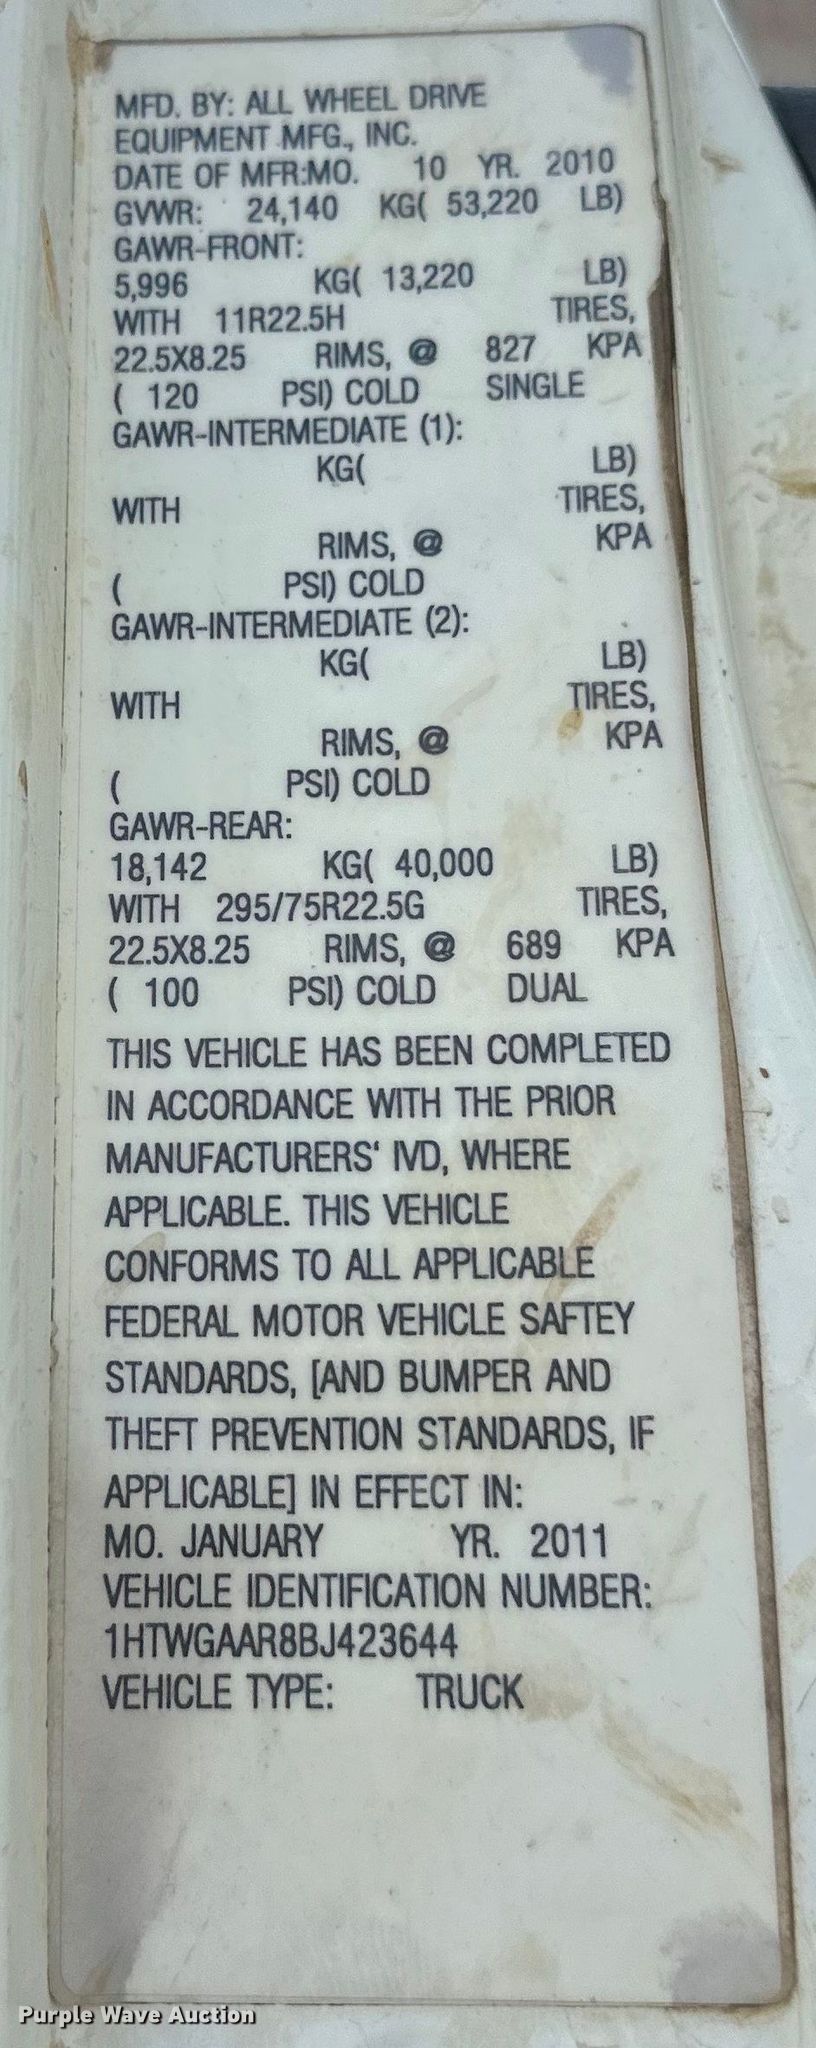 MFD. BY: ALL WHEEL DRIVE
EQUIPMENT MFG., INC.
DATE OF MFR:MO. 10 YR. 2010
GVWR: 24,140 KG( 53,220 LB)
GAWR-FRONT:
5,996 KG( 13,220 LB)
WITH 11R22.5H TIRES,
22.5X8.25 RIMS, @ 827 KPA
( 120 PSI) COLD SINGLE
GAWR-INTERMEDIATE (1):
KG( LB)
WITH TIRES,
RIMS, @ KPA
( PSI) COLD
GAWR-INTERMEDIATE (2):
KG( LB)
WITH TIRES,
RIMS, @ KPA
( PSI) COLD
GAWR-REAR:
18,142 KG( 40,000 LB)
WITH 295/75R22.5G TIRES,
22.5X8.25 RIMS, @ 689 KPA
( 100 PSI) COLD DUAL
THIS VEHICLE HAS BEEN COMPLETED
IN ACCORDANCE WITH THE PRIOR
MANUFACTURERS' IVD, WHERE
APPLICABLE. THIS VEHICLE
CONFORMS TO ALL APPLICABLE
FEDERAL MOTOR VEHICLE SAFTEY
STANDARDS, [AND BUMPER AND
THEFT PREVENTION STANDARDS, IF
APPLICABLE] IN EFFECT IN:
MO. JANUARY YR. 2011
VEHICLE IDENTIFICATION NUMBER:
1HTWGAAR8BJ423644
VEHICLE TYPE: TRUCK
Purple Wave Auction